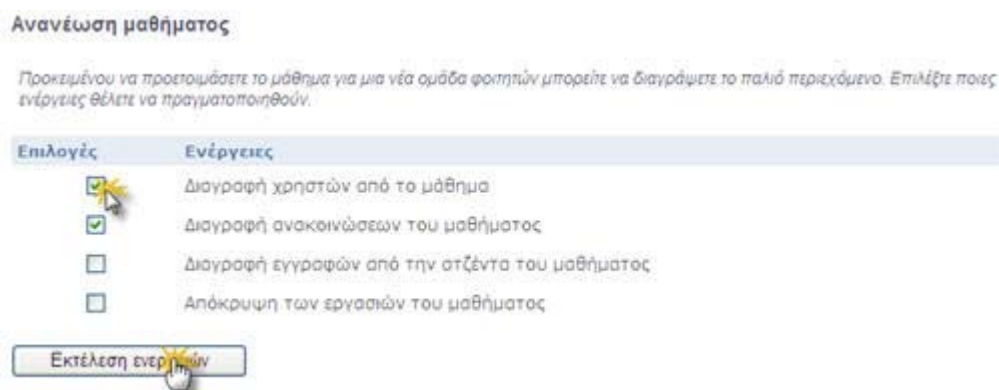 Ανανέωση μαθήματος
Προκειμένου να προετοιμάσετε το μάθημα για μια νέα ομάδα φοιτητών μπορείτε να διαγράψετε το παλιό περιεχόμενο. Επιλέξτε ποιες
ενέργειες θέλετε να πραγματοποιηθούν.
Επιλογές Ενέργειες
Διαγραφή χρηστών από το μάθημα
Διαγραφή ανακοινώσεων του μαθήματος
Διαγραφή εγγραφών από την ατζέντα του μαθήματος
Απόκρυψη των εργασιών του μαθήματος
Εκτέλεση ενεργειών